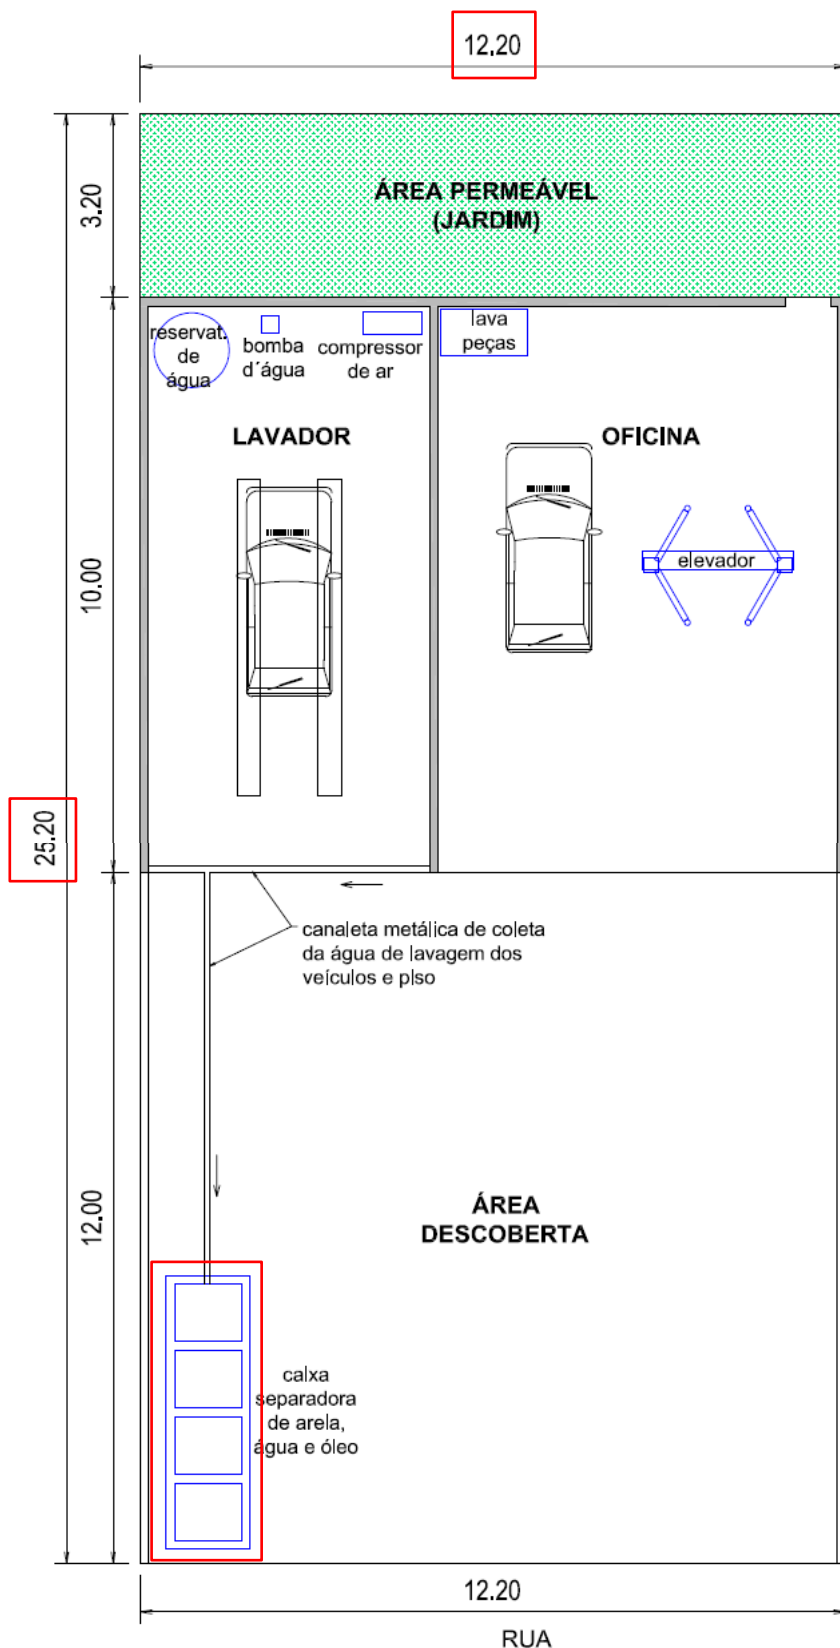 12.20
3.20
ÁREA PERMEÁVEL
(JARDIM)
reservat.
de
água
bomba
d´água
compressor
de ar
lava
peças
LAVADOR
OFICINA
elevador
10.00
25.20
canaleta metálica de coleta
da água de lavagem dos
veículos e piso
12.00
ÁREA
DESCOBERTA
caixa
separadora
de areia,
água e óleo
12.20
RUA